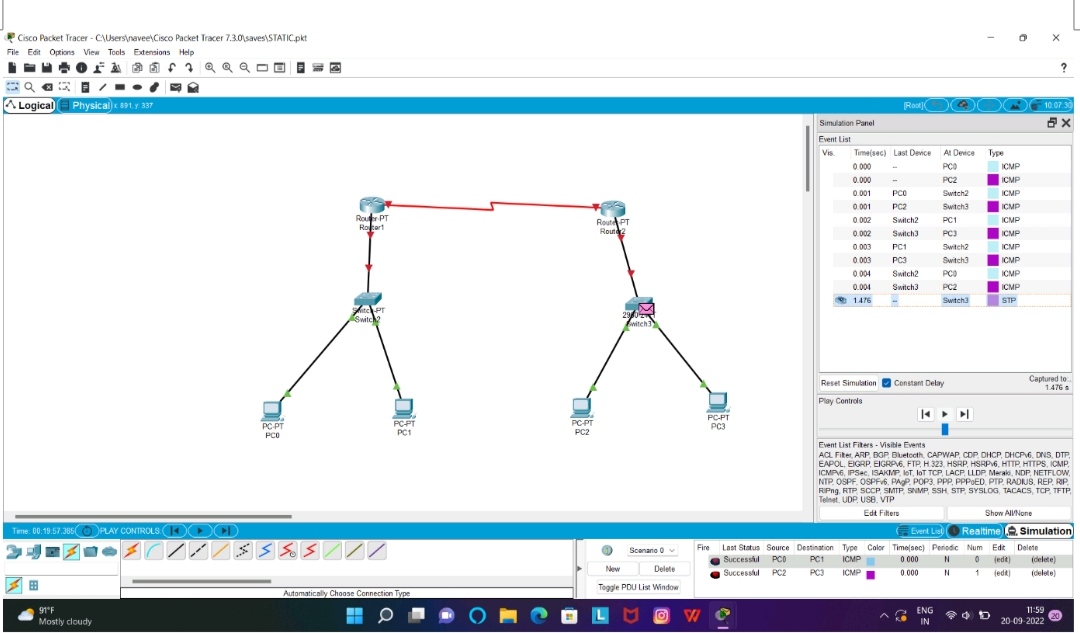 Cisco Packet Tracer - C:\Users\navee\Cisco Packet Tracer 7.3.0\saves\STATIC.pkt
File Edit Options View Tools Extensions Help
?
Logical Physical x: 891, y: 337 [Root] 10:07:30
Simulation Panel
Event List
Vis. Time(sec) Last Device At Device Type
0.000 -- PC0 ICMP
0.000 -- PC2 ICMP
0.001 PC0 Switch2 ICMP
0.001 PC2 Switch3 ICMP
0.002 Switch2 PC1 ICMP
0.002 Switch3 PC3 ICMP
0.003 PC1 Switch2 ICMP
0.003 PC3 Switch3 ICMP
0.004 Switch2 PC0 ICMP
0.004 Switch3 PC2 ICMP
1.476 -- Switch3 STP
Router-PT
Router1
Router-PT
Router2
Switch-PT
Switch2
Switch3
PC-PT
PC0
PC-PT
PC1
PC-PT
PC2
PC-PT
PC3
Reset Simulation Constant Delay Captured to:..
1.476 s
Play Controls
Event List Filters - Visible Events
ACL Filter, ARP, BGP, Bluetooth, CAPWAP, CDP, DHCP, DHCPv6, DNS, DTP,
EAPOL, EIGRP, EIGRPv6, FTP, H.323, HSRP, HSRPv6, HTTP, HTTPS, ICMP,
ICMPv6, IPSec, ISAKMP, IoT, IoT TCP, LACP, LLDP, Meraki, NDP, NETFLOW,
NTP, OSPF, OSPFv6, PAgP, POP3, PPP, PPPoED, PTP, RADIUS, REP, RIP,
RIPng, RTP, SCCP, SMTP, SNMP, SSH, STP, SYSLOG, TACACS, TCP, TFTP,
Telnet, UDP, USB, VTP
Edit Filters Show All/None
Time: 00:19:57.385 PLAY CONTROLS: Event List Realtime Simulation
Automatically Choose Connection Type
Scenario 0
New Delete
Toggle PDU List Window
Fire Last Status Source Destination Type Color Time(sec) Periodic Num Edit Delete
Successful PC0 PC1 ICMP 0.000 N 0 (edit) (delete)
Successful PC2 PC3 ICMP 0.000 N 1 (edit) (delete)
91°F
Mostly cloudy
L
W
ENG
IN
11:59
20-09-2022
20